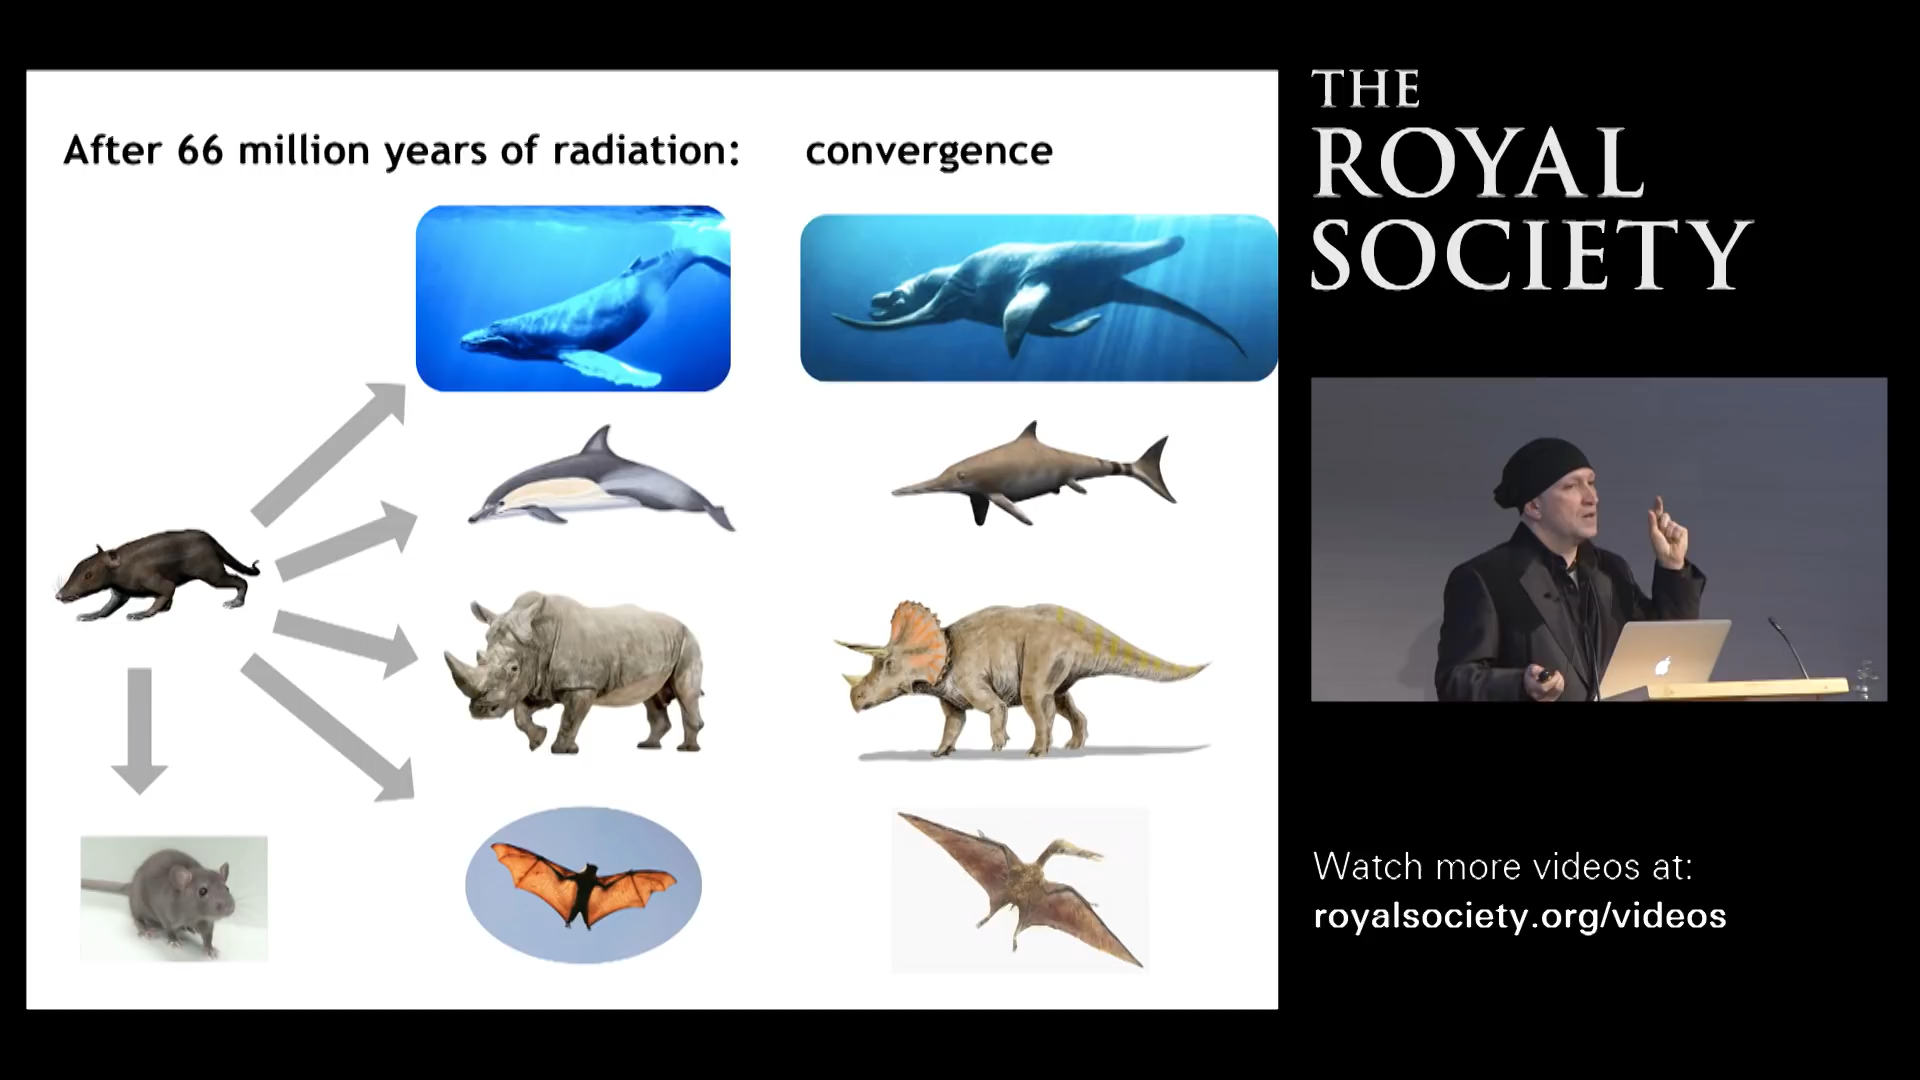 After 66 million years of radiation: convergence
THE
ROYAL
SOCIETY
Watch more videos at:
royalsociety.org/videos